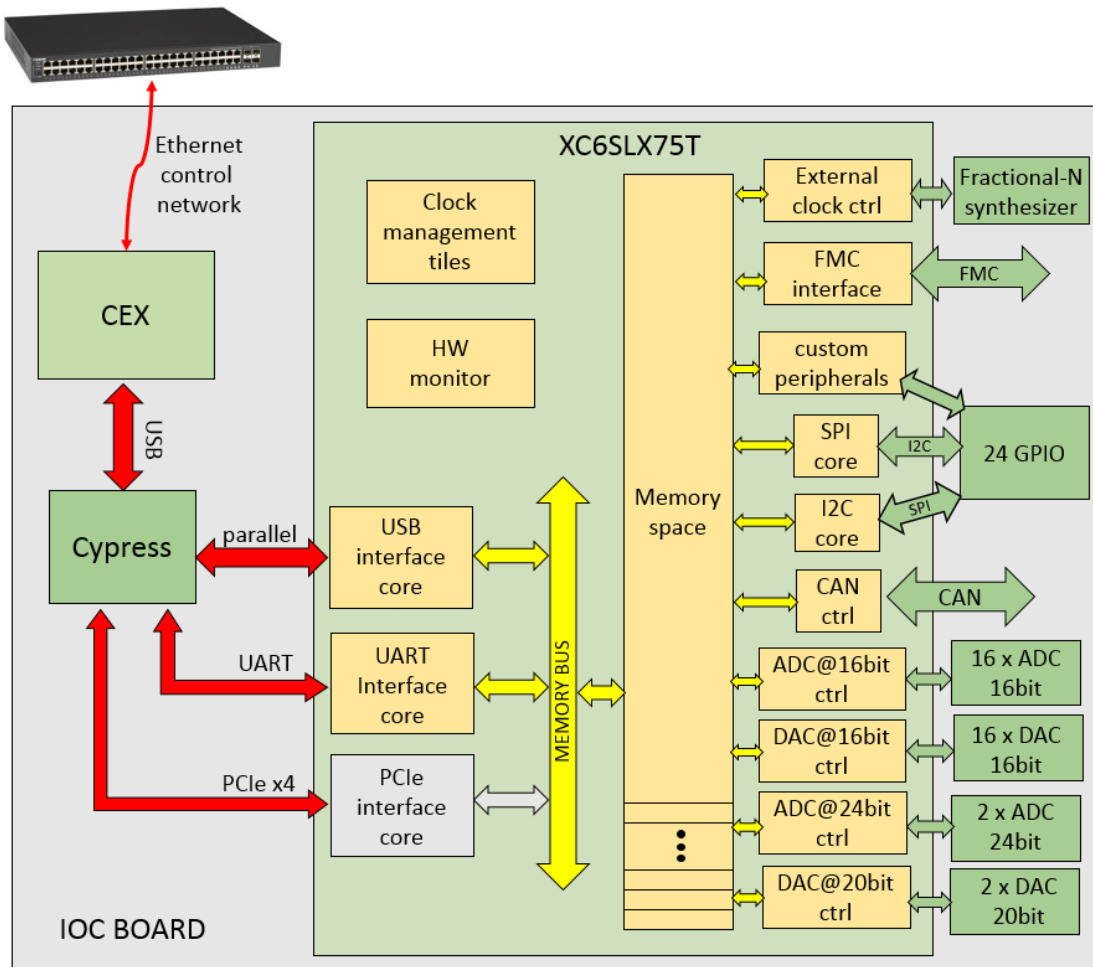 Ethernet
control
network
XC6SLX75T
Clock
management
tiles
HW
monitor
CEX
USB
Cypress
parallel
UART
PCIe x4
USB
interface
core
UART
Interface
core
PCIe
interface
core
MEMORY BUS
Memory
space
External
clock ctrl
Fractional-N
synthesizer
FMC
interface
FMC
custom
peripherals
SPI
core
I2C
24 GPIO
I2C
core
SPI
CAN
ctrl
CAN
ADC@16bit
ctrl
16 x ADC
16bit
DAC@16bit
ctrl
16 x DAC
16bit
ADC@24bit
ctrl
2 x ADC
24bit
DAC@20bit
ctrl
2 x DAC
20bit
IOC BOARD